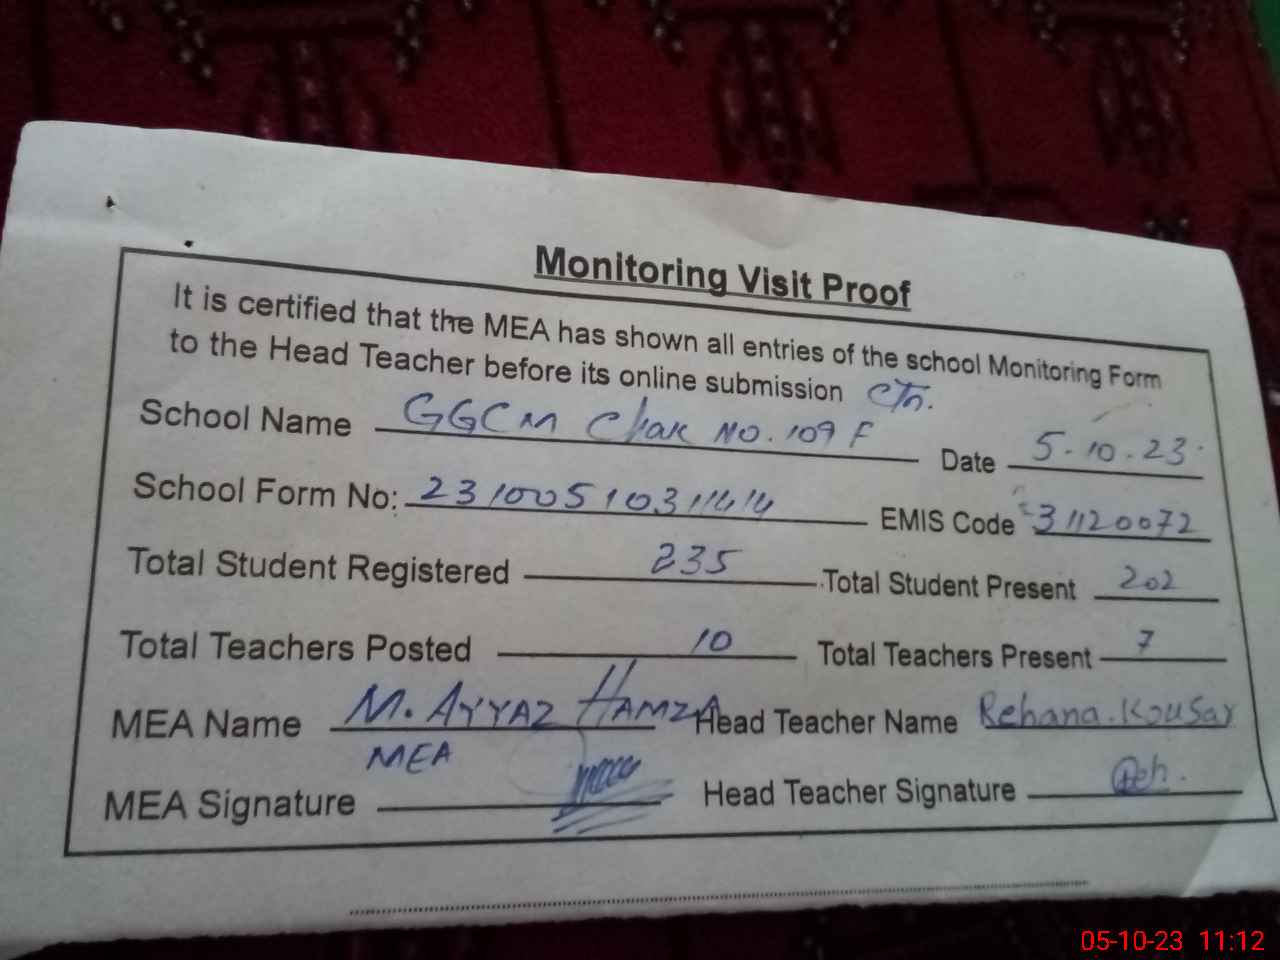 Monitoring Visit Proof
It is certified that the MEA has shown all entries of the school Monitoring Form
to the Head Teacher before its online submission CTn.
School Name GGCM Chak NO. 109 F Date 5.10.23
School Form No: 23100510311414 EMIS Code 31120072
Total Student Registered 235 Total Student Present 202
Total Teachers Posted 10 Total Teachers Present 7
MEA Name M. AYYAZ HAMZA Head Teacher Name Rehana.Kousar
MEA
MEA Signature Head Teacher Signature
05-10-23 11:12